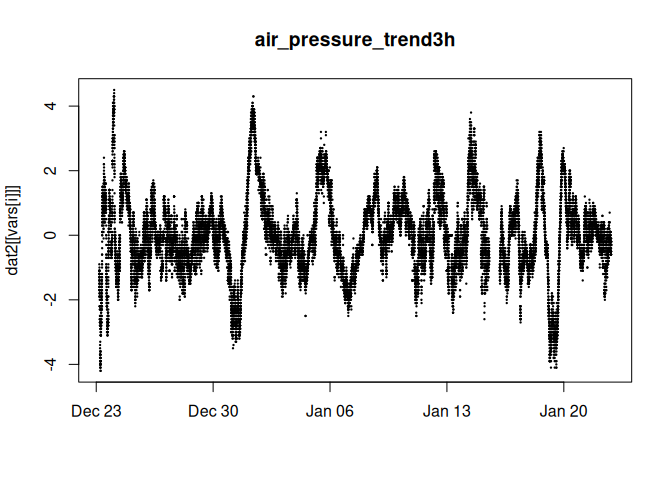 air_pressure_trend3h
dat2[[vars[i]]]
4
2
0
-2
-4
Dec 23
Dec 30
Jan 06
Jan 13
Jan 20